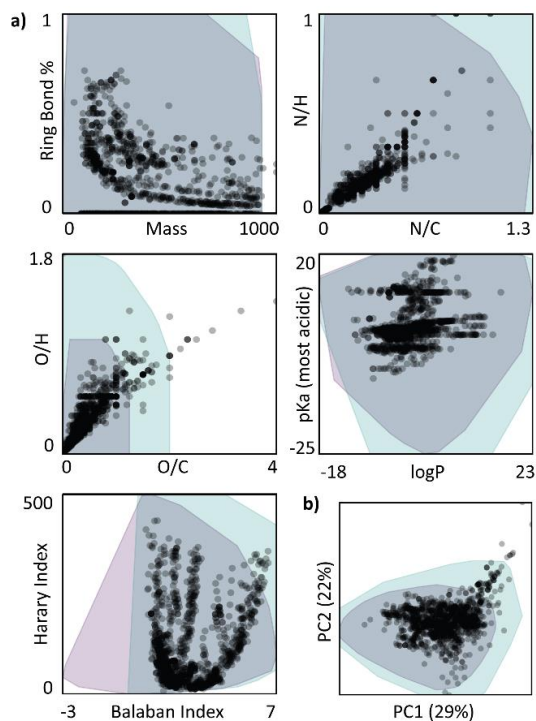 a)
1
Ring Bond %
0
0
Mass
1000
1
N/H
0
0
N/C
1.3
1.8
O/H
0
0
O/C
4
20
pKa (most acidic)
-25
-18
logP
23
500
Harary Index
0
-3
Balaban Index
7
b)
PC2 (22%)
PC1 (29%)